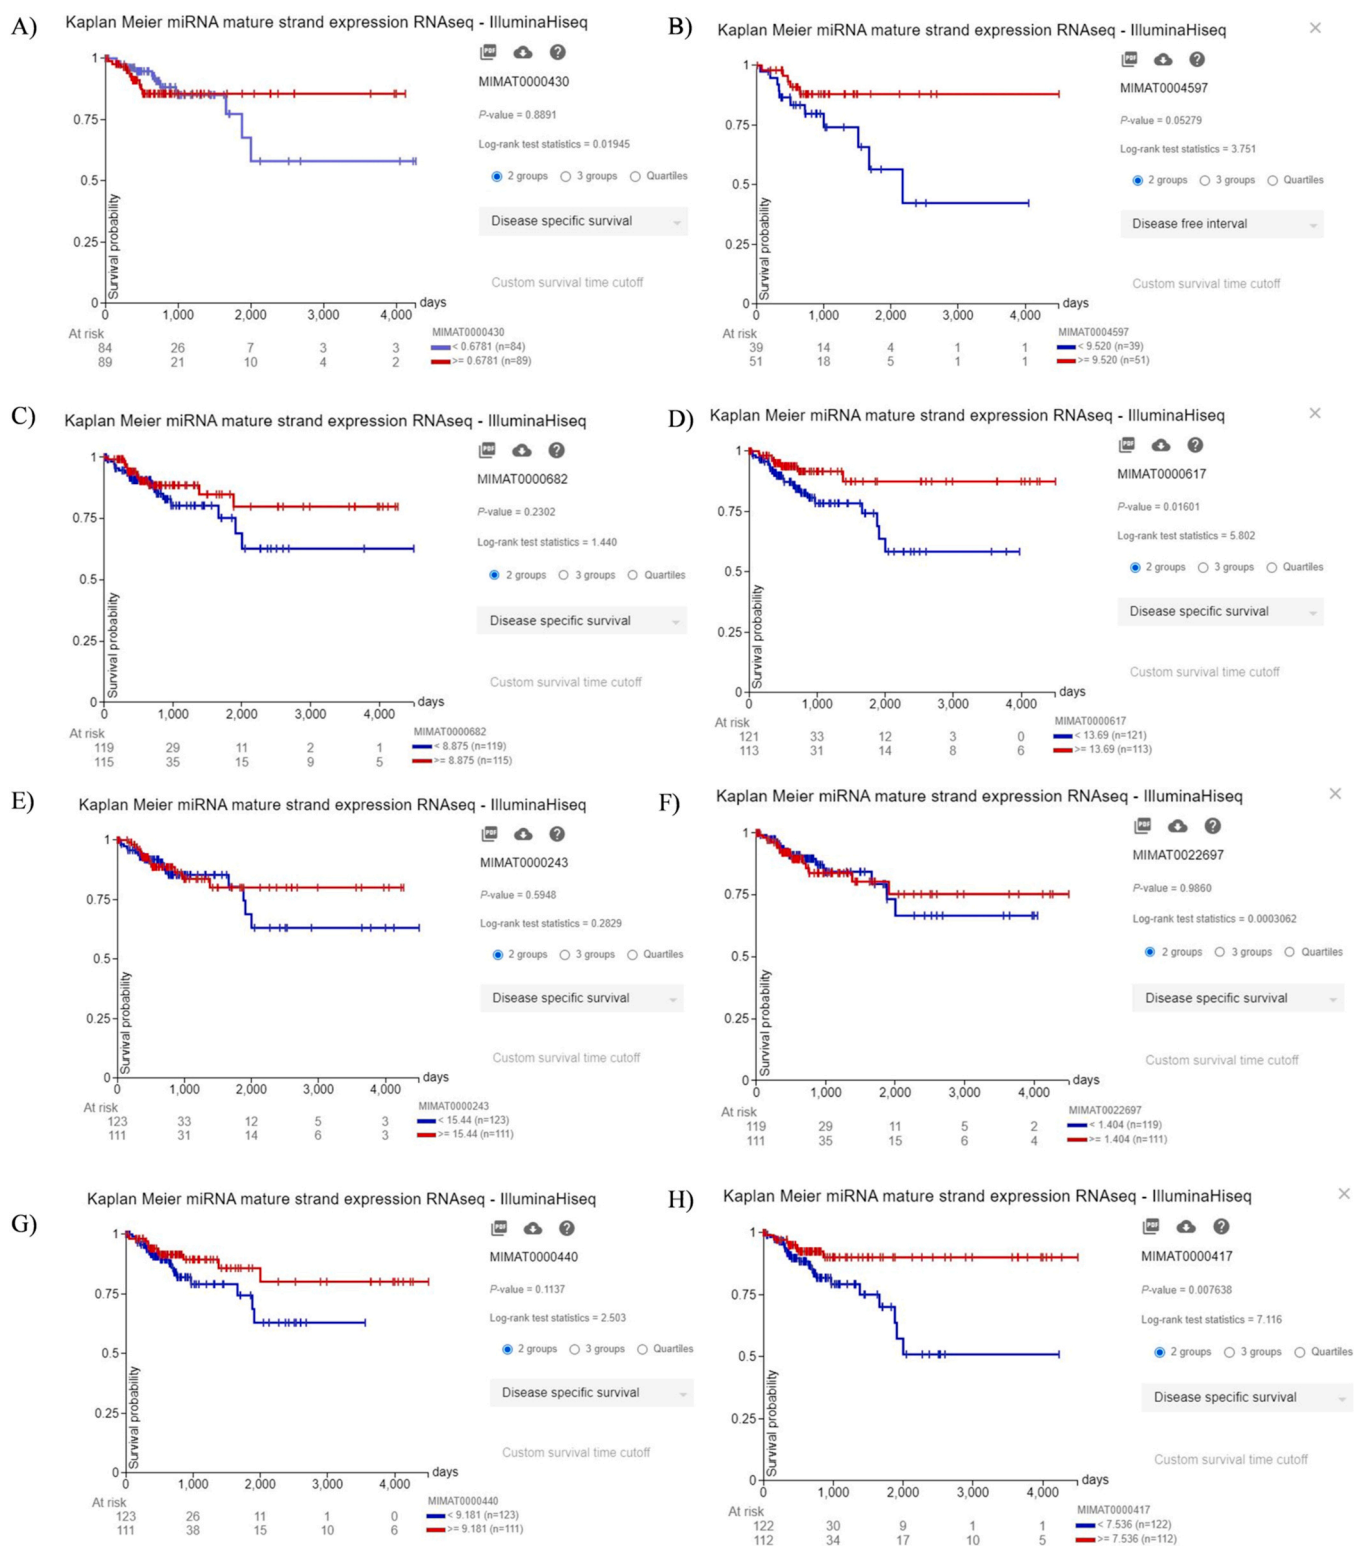 A)
Kaplan Meier miRNA mature strand expression RNAseq - IlluminaHiseq
PDF
?
MIMAT0000430
P-value = 0.8891
Log-rank test statistics = 0.01945
2 groups 3 groups Quartiles
Disease specific survival
Custom survival time cutoff
Survival probability
1
0.75
0.5
0.25
0
0 1,000 2,000 3,000 4,000 days
At risk
84 26 7 3 3
89 21 10 4 2
MIMAT0000430
< 0.6781 (n=84)
>= 0.6781 (n=89)
B)
Kaplan Meier miRNA mature strand expression RNAseq - IlluminaHiseq
PDF
?
MIMAT0004597
P-value = 0.05279
Log-rank test statistics = 3.751
2 groups 3 groups Quartiles
Disease free interval
Custom survival time cutoff
Survival probability
1
0.75
0.5
0.25
0
0 1,000 2,000 3,000 4,000 days
At risk
39 14 4 1 1
51 18 5 1 1
MIMAT0004597
< 9.520 (n=39)
>= 9.520 (n=51)
C)
Kaplan Meier miRNA mature strand expression RNAseq - IlluminaHiseq
PDF
?
MIMAT0000682
P-value = 0.2302
Log-rank test statistics = 1.440
2 groups 3 groups Quartiles
Disease specific survival
Custom survival time cutoff
Survival probability
1
0.75
0.5
0.25
0
0 1,000 2,000 3,000 4,000 days
At risk
119 29 11 2 1
115 35 15 9 5
MIMAT0000682
< 8.875 (n=119)
>= 8.875 (n=115)
D)
Kaplan Meier miRNA mature strand expression RNAseq - IlluminaHiseq
PDF
?
MIMAT0000617
P-value = 0.01601
Log-rank test statistics = 5.802
2 groups 3 groups Quartiles
Disease specific survival
Custom survival time cutoff
Survival probability
1
0.75
0.5
0.25
0
0 1,000 2,000 3,000 4,000 days
At risk
121 33 12 3 0
113 31 14 8 6
MIMAT0000617
< 13.69 (n=121)
>= 13.69 (n=113)
E)
Kaplan Meier miRNA mature strand expression RNAseq - IlluminaHiseq
PDF
?
MIMAT0000243
P-value = 0.5948
Log-rank test statistics = 0.2829
2 groups 3 groups Quartiles
Disease specific survival
Custom survival time cutoff
Survival probability
1
0.75
0.5
0.25
0
0 1,000 2,000 3,000 4,000 days
At risk
123 33 12 5 3
111 31 14 6 3
MIMAT0000243
< 15.44 (n=123)
>= 15.44 (n=111)
F)
Kaplan Meier miRNA mature strand expression RNAseq - IlluminaHiseq
PDF
?
MIMAT0022697
P-value = 0.9860
Log-rank test statistics = 0.0003062
2 groups 3 groups Quartiles
Disease specific survival
Custom survival time cutoff
Survival probability
1
0.75
0.5
0.25
0
0 1,000 2,000 3,000 4,000 days
At risk
119 29 11 5 2
111 35 15 6 4
MIMAT0022697
< 1.404 (n=119)
>= 1.404 (n=111)
G)
Kaplan Meier miRNA mature strand expression RNAseq - IlluminaHiseq
PDF
?
MIMAT0000440
P-value = 0.1137
Log-rank test statistics = 2.503
2 groups 3 groups Quartiles
Disease specific survival
Custom survival time cutoff
Survival probability
1
0.75
0.5
0.25
0
0 1,000 2,000 3,000 4,000 days
At risk
123 26 11 1 0
111 38 15 10 6
MIMAT0000440
< 9.181 (n=123)
>= 9.181 (n=111)
H)
Kaplan Meier miRNA mature strand expression RNAseq - IlluminaHiseq
PDF
?
MIMAT0000417
P-value = 0.007638
Log-rank test statistics = 7.116
2 groups 3 groups Quartiles
Disease specific survival
Custom survival time cutoff
Survival probability
1
0.75
0.5
0.25
0
0 1,000 2,000 3,000 4,000 days
At risk
122 30 9 1 1
112 34 17 10 5
MIMAT0000417
< 7.536 (n=122)
>= 7.536 (n=112)